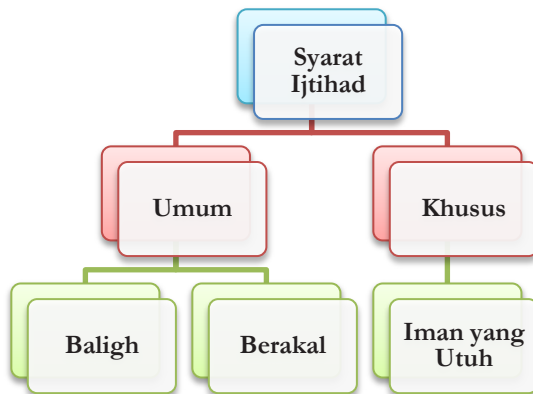 Syarat
Ijtihad
Umum
Khusus
Baligh
Berakal
Iman yang
Utuh